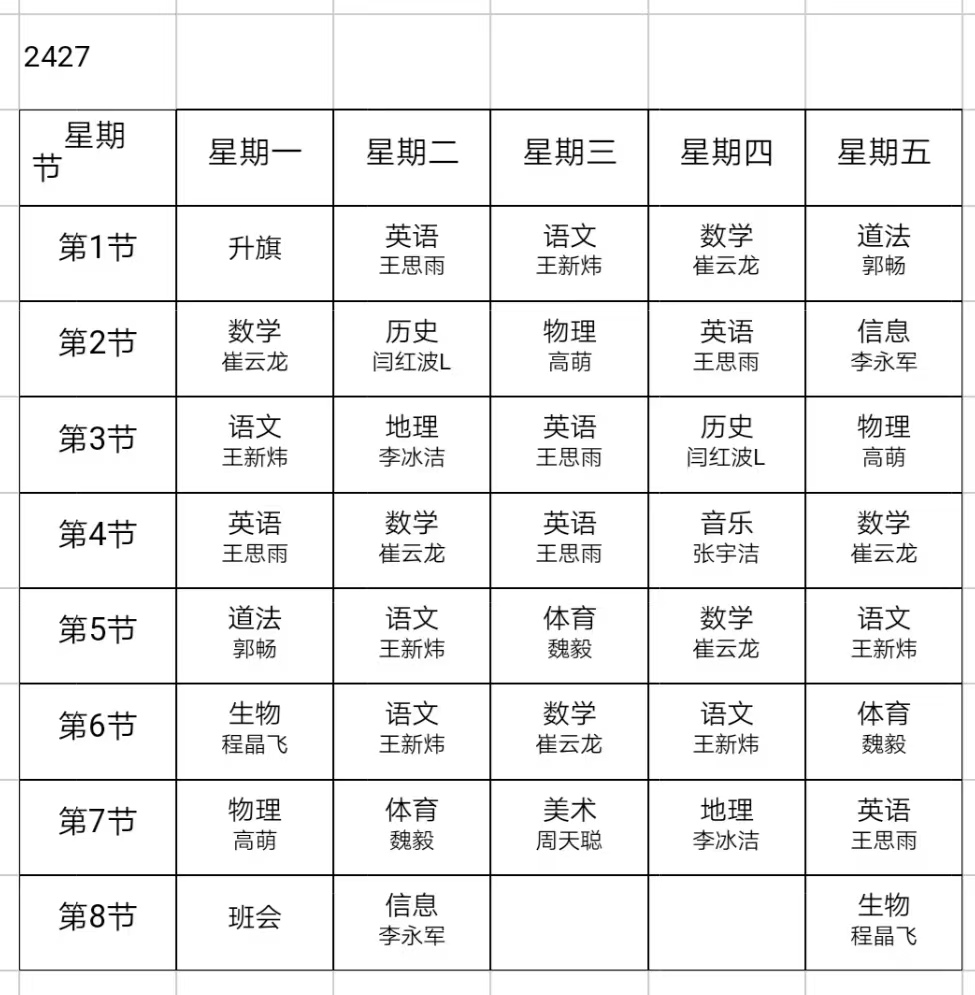 2427
星期
节
星期一 星期二 星期三 星期四 星期五
第1节 升旗 英语 语文 数学 道法
王思雨 王新炜 崔云龙 郭畅
第2节 数学 历史 物理 英语 信息
崔云龙 闫红波L 高萌 王思雨 李永军
第3节 语文 地理 英语 历史 物理
王新炜 李冰洁 王思雨 闫红波L 高萌
第4节 英语 数学 英语 音乐 数学
王思雨 崔云龙 王思雨 张宇洁 崔云龙
第5节 道法 语文 体育 数学 语文
郭畅 王新炜 魏毅 崔云龙 王新炜
第6节 生物 语文 数学 语文 体育
程晶飞 王新炜 崔云龙 王新炜 魏毅
第7节 物理 体育 美术 地理 英语
高萌 魏毅 周天聪 李冰洁 王思雨
第8节 班会 信息 生物
李永军 程晶飞